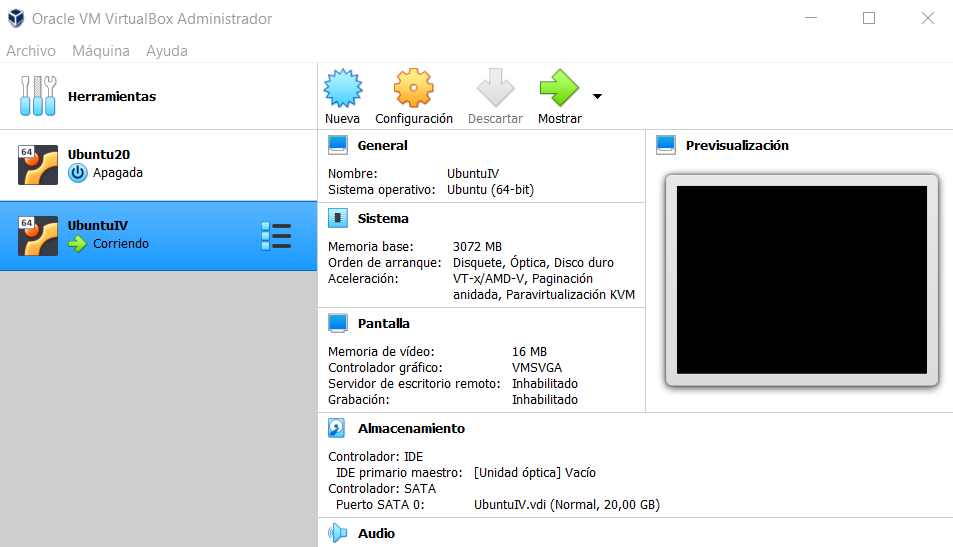 Oracle VM VirtualBox Administrador
Archivo Máquina Ayuda
Herramientas
Nueva Configuración Descartar Mostrar
64
Ubuntu20
Apagada
64
UbuntuIV
Corriendo
General
Nombre: UbuntuIV
Sistema operativo: Ubuntu (64-bit)
Sistema
Memoria base: 3072 MB
Orden de arranque: Disquete, Óptica, Disco duro
Aceleración: VT-x/AMD-V, Paginación
anidada, Paravirtualización KVM
Pantalla
Memoria de vídeo: 16 MB
Controlador gráfico: VMSVGA
Servidor de escritorio remoto: Inhabilitado
Grabación: Inhabilitado
Previsualización
Almacenamiento
Controlador: IDE
IDE primario maestro: [Unidad óptica] Vacío
Controlador: SATA
Puerto SATA 0: UbuntuIV.vdi (Normal, 20,00 GB)
Audio